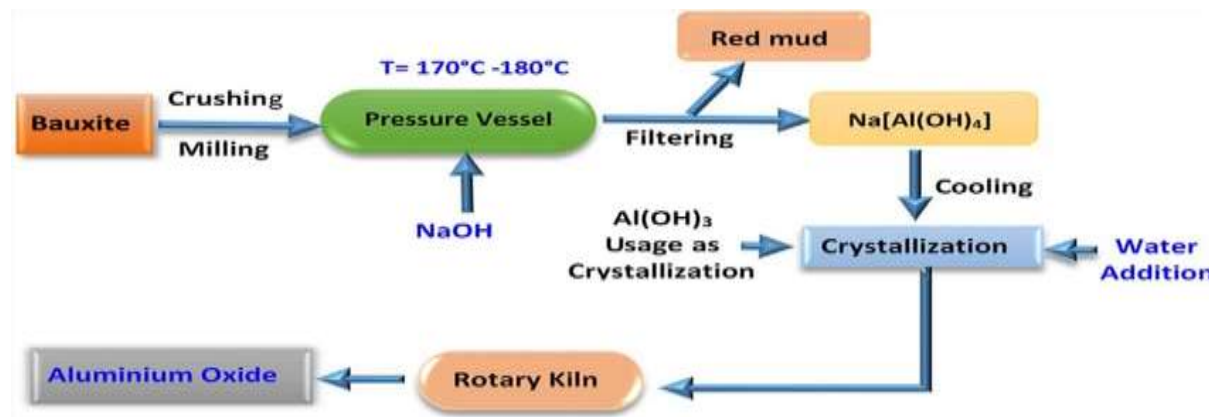 Red mud
T= 170°C -180°C
Crushing
Bauxite
Milling
Pressure Vessel
Filtering
Na[Al(OH)₄]
NaOH
Cooling
Al(OH)₃
Usage as
Crystallization
Crystallization
Water
Addition
Aluminium Oxide
Rotary Kiln